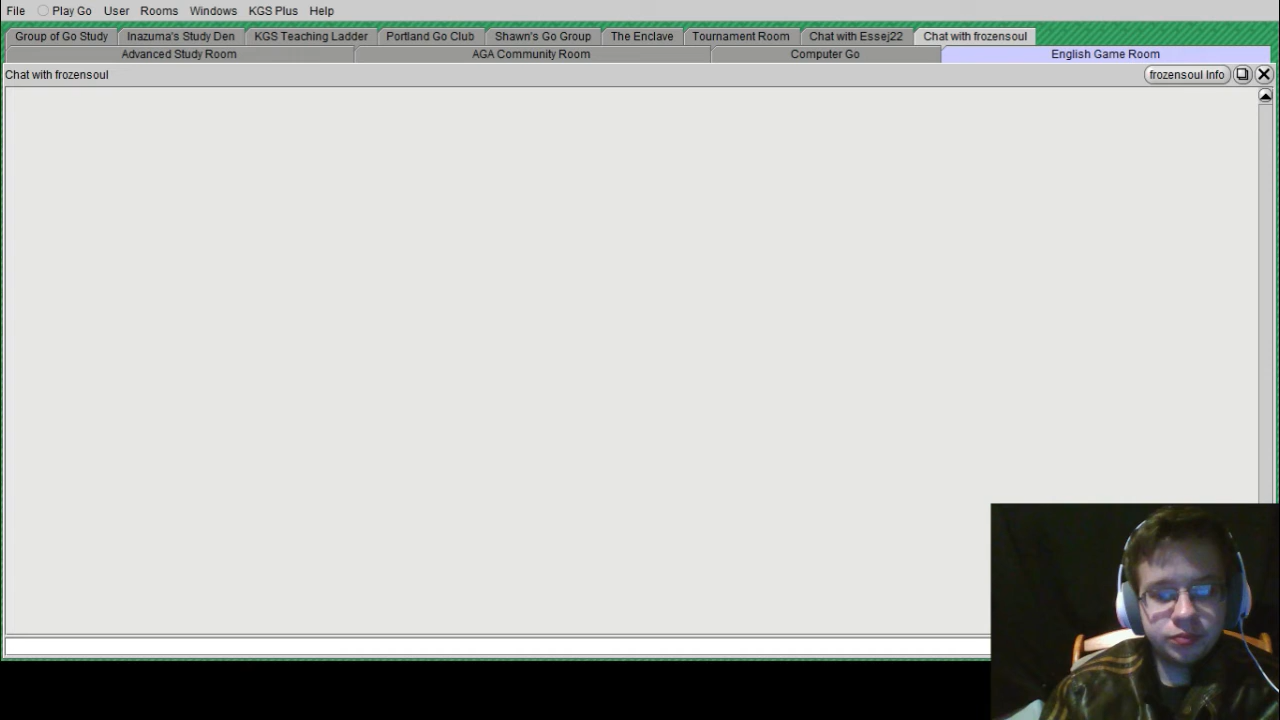 File Play Go User Rooms Windows KGS Plus Help
Group of Go Study Inazuma's Study Den KGS Teaching Ladder Portland Go Club Shawn's Go Group The Enclave Tournament Room Chat with Essej22 Chat with frozensoul
Advanced Study Room AGA Community Room Computer Go English Game Room
Chat with frozensoul frozensoul Info